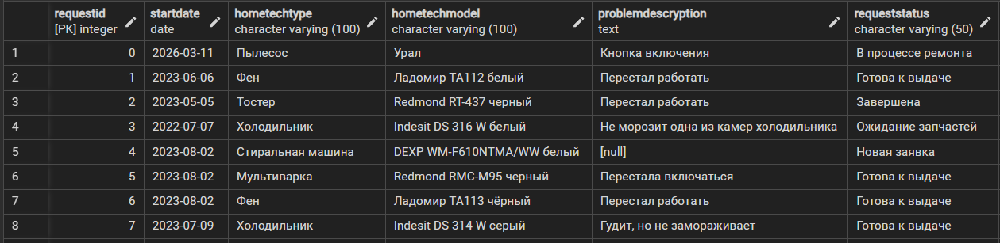 requestid startdate hometechtype hometechmodel problemdescryption requeststatus
[PK] integer date character varying (100) character varying (100) text character varying (50)
1 0 2026-03-11 Пылесос Урал Кнопка включения В процессе ремонта
2 1 2023-06-06 Фен Ладомир ТА112 белый Перестал работать Готова к выдаче
3 2 2023-05-05 Тостер Redmond RT-437 черный Перестал работать Завершена
4 3 2022-07-07 Холодильник Indesit DS 316 W белый Не морозит одна из камер холодильника Ожидание запчастей
5 4 2023-08-02 Стиральная машина DEXP WM-F610NTMA/WW белый [null] Новая заявка
6 5 2023-08-02 Мультиварка Redmond RMC-M95 черный Перестала включаться Готова к выдаче
7 6 2023-08-02 Фен Ладомир ТА113 чёрный Перестал работать Готова к выдаче
8 7 2023-07-09 Холодильник Indesit DS 314 W серый Гудит, но не замораживает Готова к выдаче